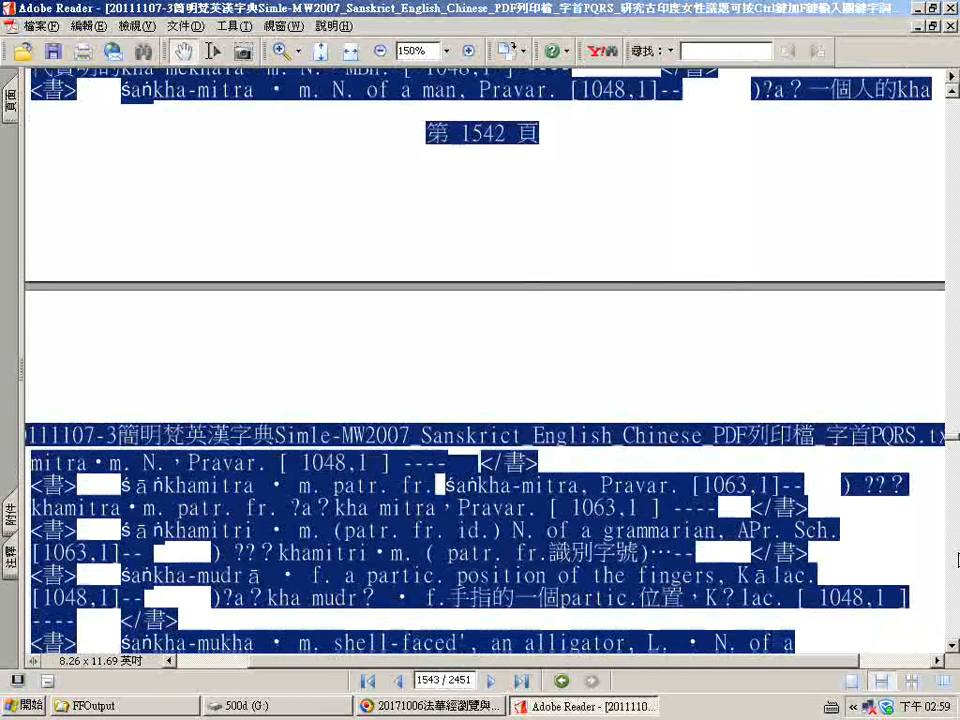 Adobe Reader - [20111107-3簡明梵英漢字典Simle-MW2007_Sanskrict_English_Chinese_PDF列印檔_字首PQRS_研究古印度女性議題可按Ctrl鍵加F鍵輸入關鍵字詞...
檔案(F) 編輯(E) 檢視(V) 文件(D) 工具(T) 視窗(W) 說明(H)
150% Y! 尋找:
頁面
[ 1048,1 ] ---- </書>
<書> śaṅkha-mitra • m. N. of a man, Pravar. [1048,1]-- )?a？一個人的kha
第 1542 頁
0111107-3簡明梵英漢字典Simle-MW2007_Sanskrict_English_Chinese_PDF列印檔_字首PQRS.tx
mitra•m. N.，Pravar. [ 1048,1 ] ---- </書>
<書> śāṅkhamitra • m. patr. fr. śaṅkha-mitra, Pravar. [1063,1]-- ) ??？
khamitra•m. patr. fr. ?a？kha mitra，Pravar. [ 1063,1 ] ---- </書>
<書> śāṅkhamitri • m. (patr. fr. id.) N. of a grammarian, APr. Sch.
[1063,1]-- ) ??？khamitri•m. ( patr. fr.識別字號)…-- </書>
<書> śaṅkha-mudrā • f. a partic. position of the fingers, Kālac.
[1048,1]-- )?a？kha mudr？ • f.手指的一個partic.位置，K？lac. [ 1048,1 ]
---- </書>
<書> śaṅkha-mukha • m. shell-faced', an alligator, L. • N. of a
附件
注釋
8.26 x 11.69 英吋
1543 / 2451
開始 FFOutput 500d (G:) 20171006法華經瀏覽與... Adobe Reader - [2011110... 下午 02:59